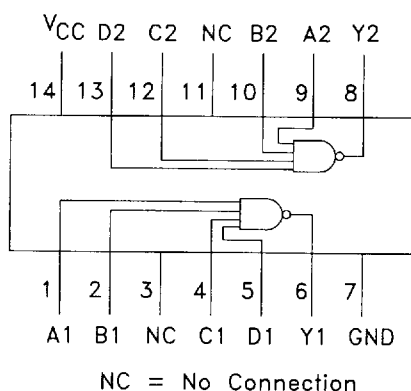 VCC D2 C2 NC B2 A2 Y2
14 13 12 11 10 9 8
1 2 3 4 5 6 7
A1 B1 NC C1 D1 Y1 GND
NC = No Connection